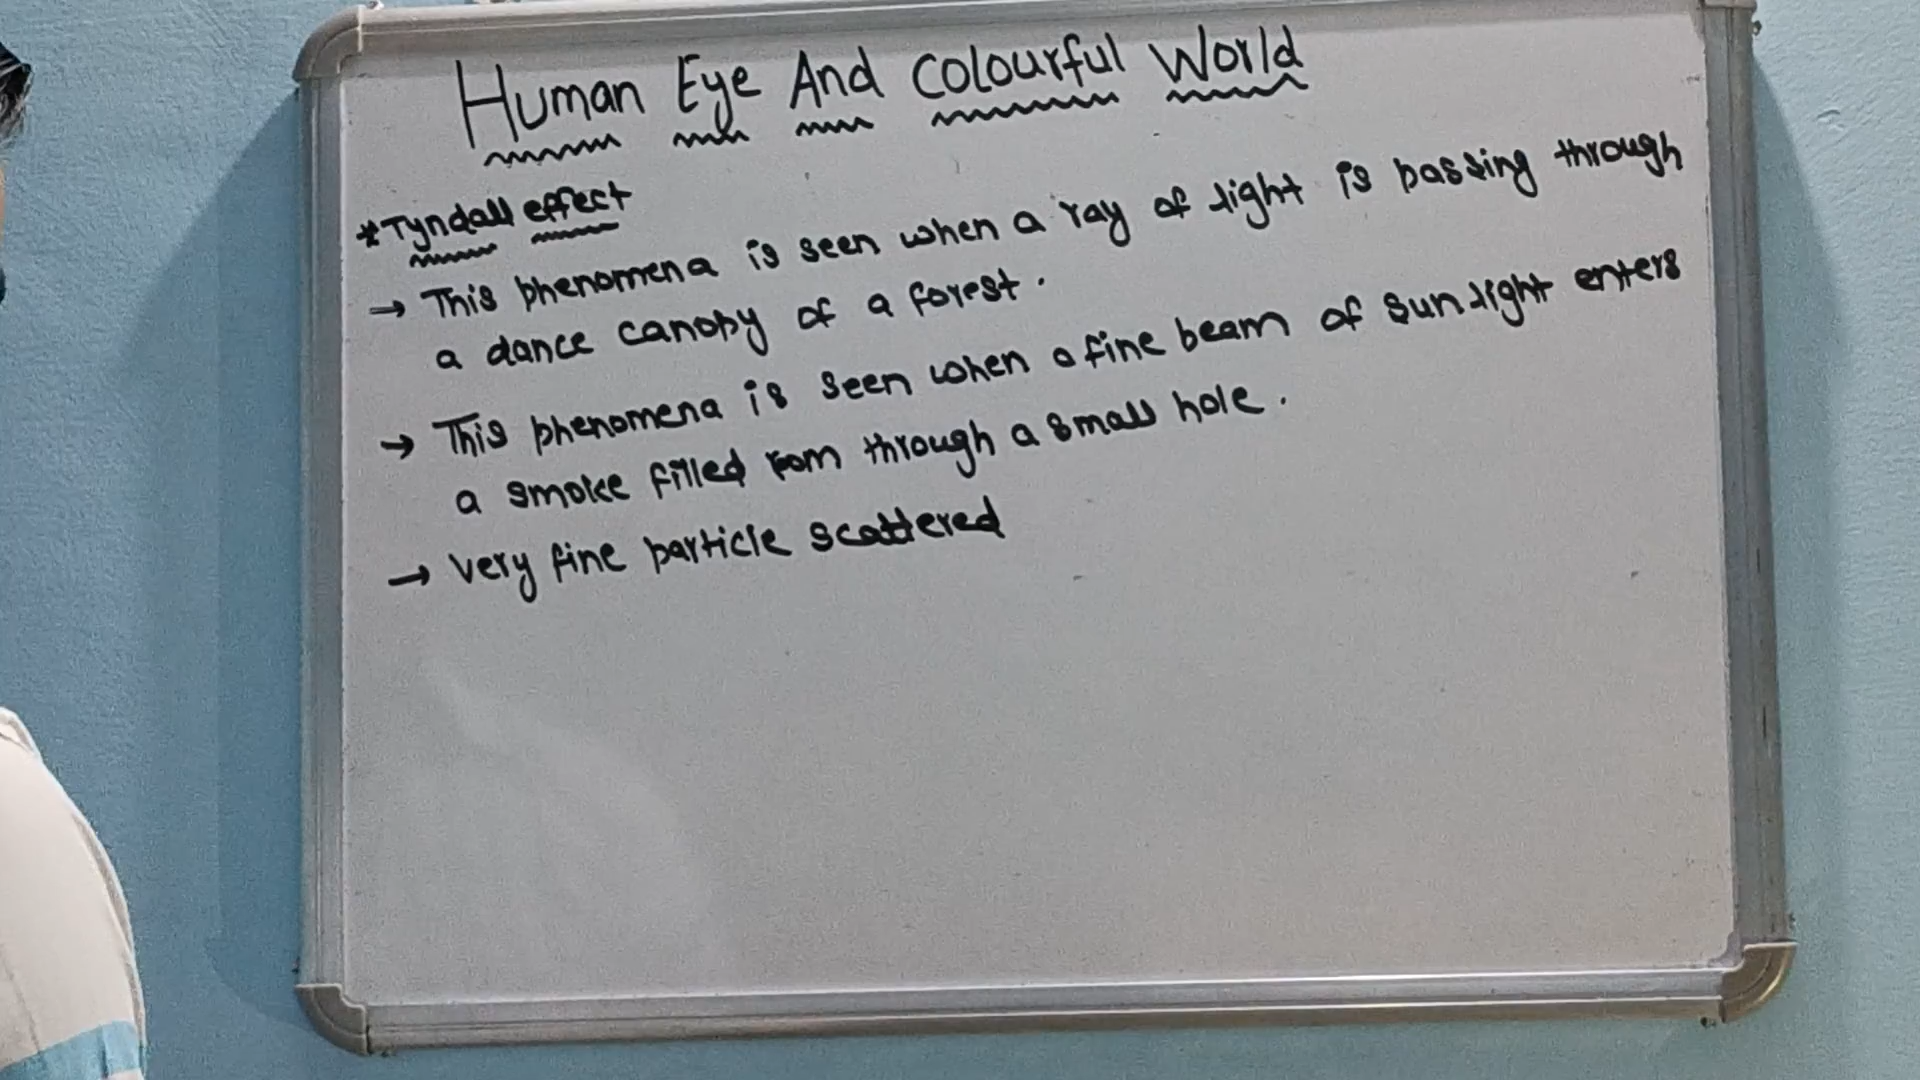 Human Eye And Colourful World
*Tyndall effect
→ This phenomena is seen when a ray of light is passing through
a dance canopy of a forest.
→ This phenomena is seen when a fine beam of sunlight enters
a smoke filled room through a small hole.
→ Very fine particle scattered